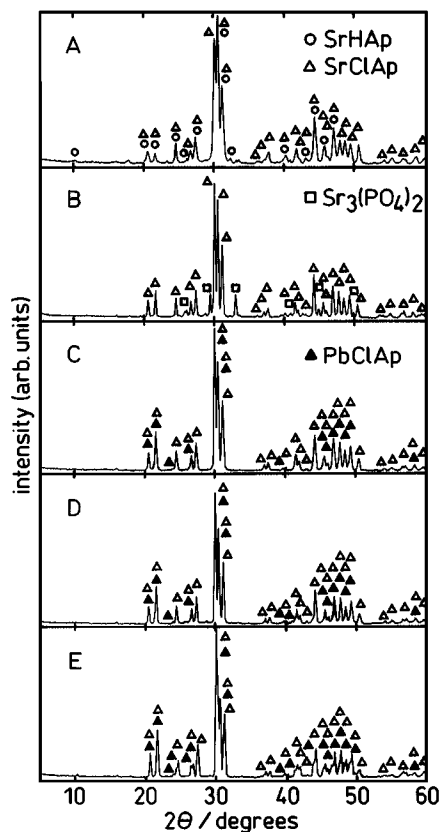 A
○ SrHAp
△ SrClAp
B
□ Sr₃(PO₄)₂
C
▲ PbClAp
D
E
intensity (arb. units)
10 20 30 40 50 60
2Θ / degrees